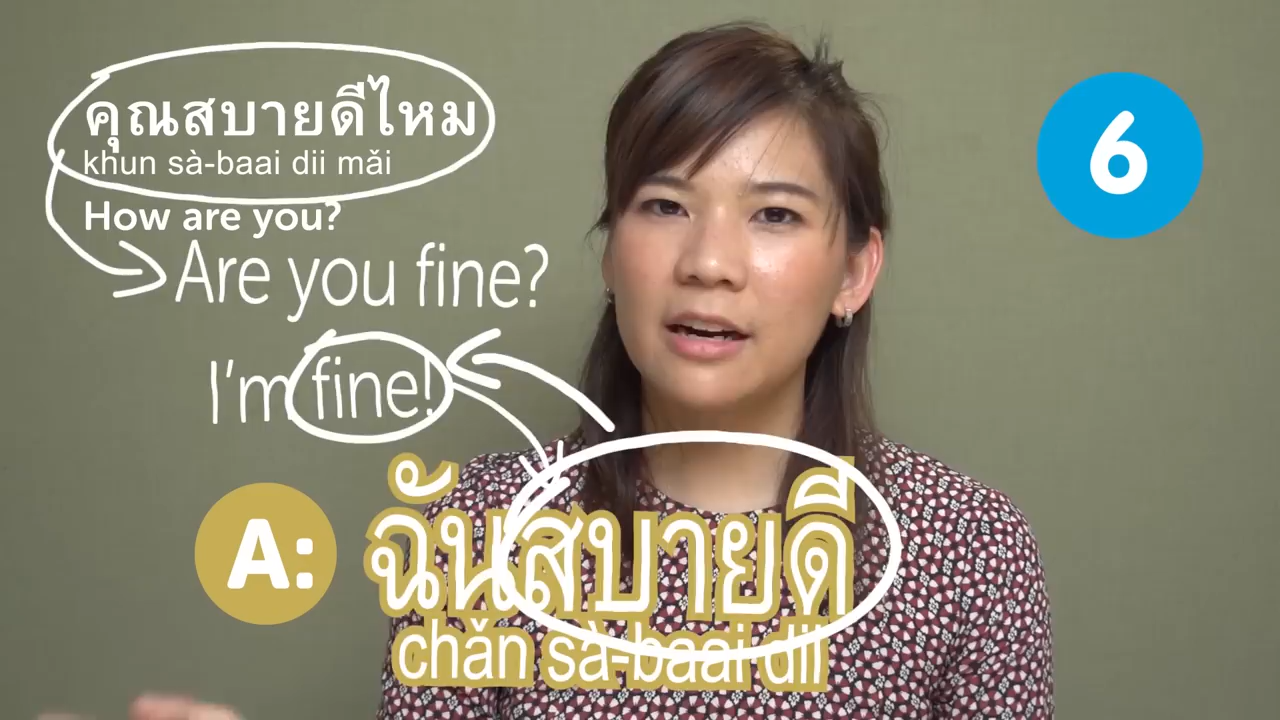 คุณสบายดีไหม
khun sà-baai dii mǎi
How are you?
Are you fine?
I'm fine!
A: ฉันสบายดี
chǎn sà-baai dii
6